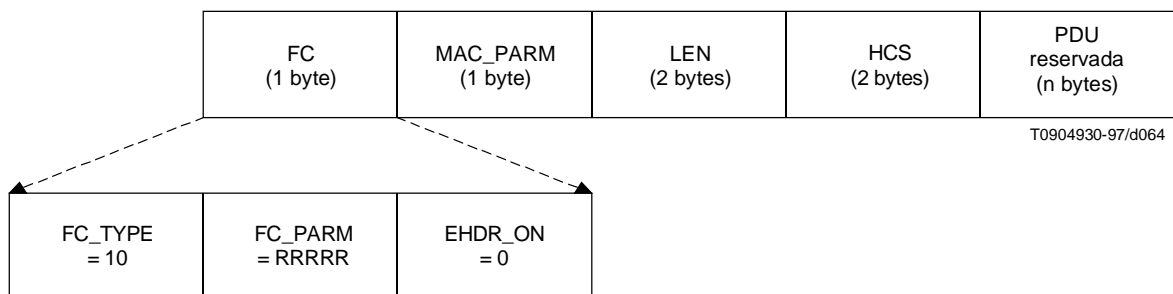 FC
(1 byte)
MAC_PARM
(1 byte)
LEN
(2 bytes)
HCS
(2 bytes)
PDU
reservada
(n bytes)
T0904930-97/d064
FC_TYPE
= 10
FC_PARM
= RRRRR
EHDR_ON
= 0